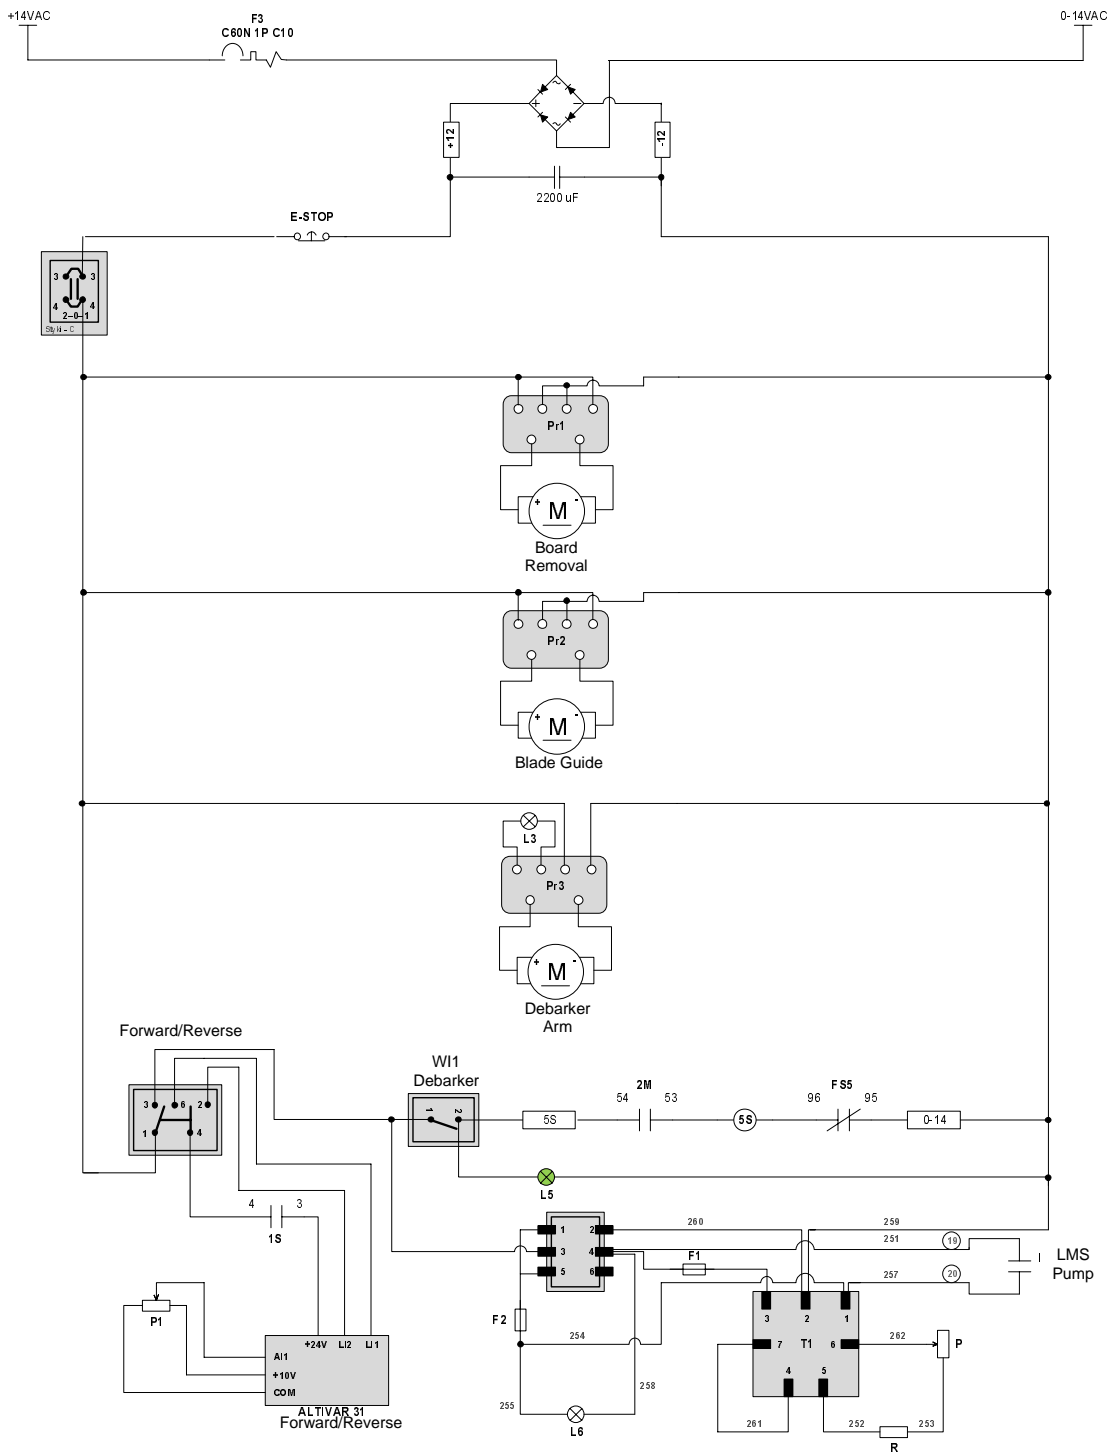 +14VAC
F3
C60N 1P C10
0-14VAC
~
+
-
~
+12
-12
2200 uF
E-STOP
3 3
4 4
2-0-1
Styki - C
Pr1
+ M -
Board
Removal
Pr2
+ M -
Blade Guide
L3
Pr3
+ M -
Debarker
Arm
Forward/Reverse
3 6 2
1 4
WI1
Debarker
1 2
5S
2M
54 53
5S
FS5
96 95
0-14
L5
4 3
1S
1 2
3 4
5 6
260
259
251
19
F1
257
20
LMS
Pump
P1
F2
254
3 2 1
7 T1 6
4 5
262
P
+24V LI2 LI1
AI1
+10V
COM
ALTIVAR 31
Forward/Reverse
255
258
L6
261
252
253
R